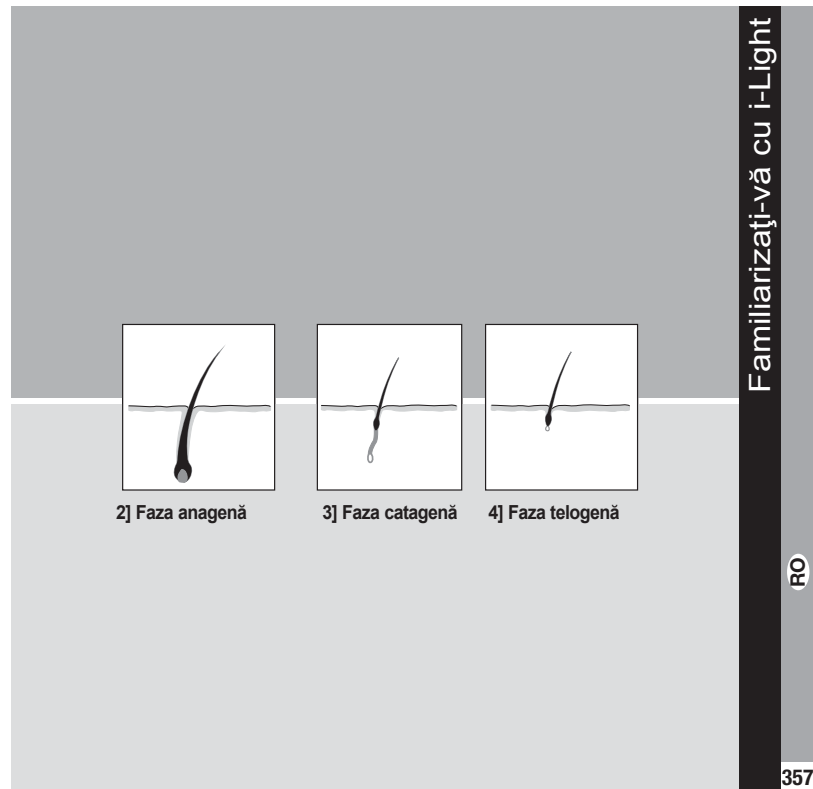 Familiarizaţi-vă cu i-Light
2] Faza anagenă
3] Faza catagenă
4] Faza telogenă
RO
357